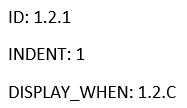 ID: 1.2.1
INDENT: 1
DISPLAY_WHEN: 1.2.C